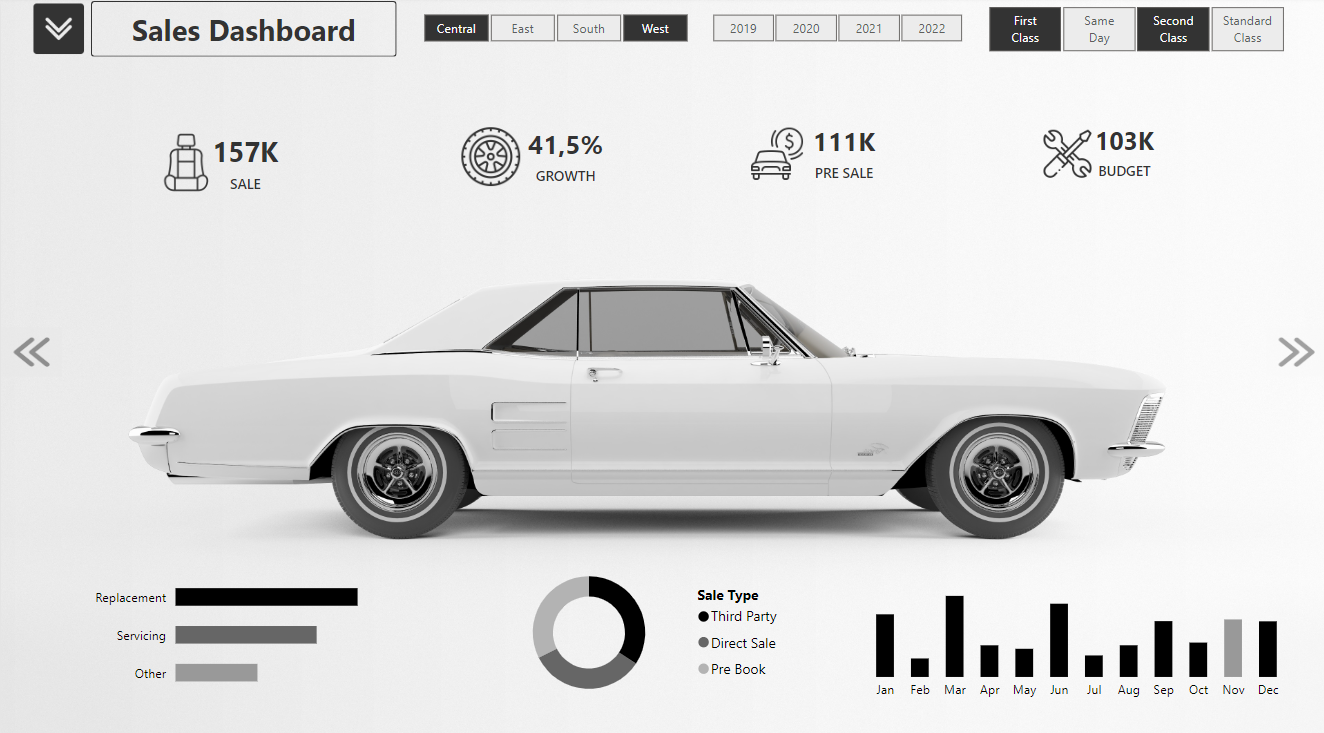 Sales Dashboard
Central East South West
2019 2020 2021 2022
First Class
Same Day
Second Class
Standard Class
157K
SALE
41,5%
GROWTH
$
111K
PRE SALE
103K
BUDGET
Replacement
Servicing
Other
Sale Type
Third Party
Direct Sale
Pre Book
Jan Feb Mar Apr May Jun Jul Aug Sep Oct Nov Dec